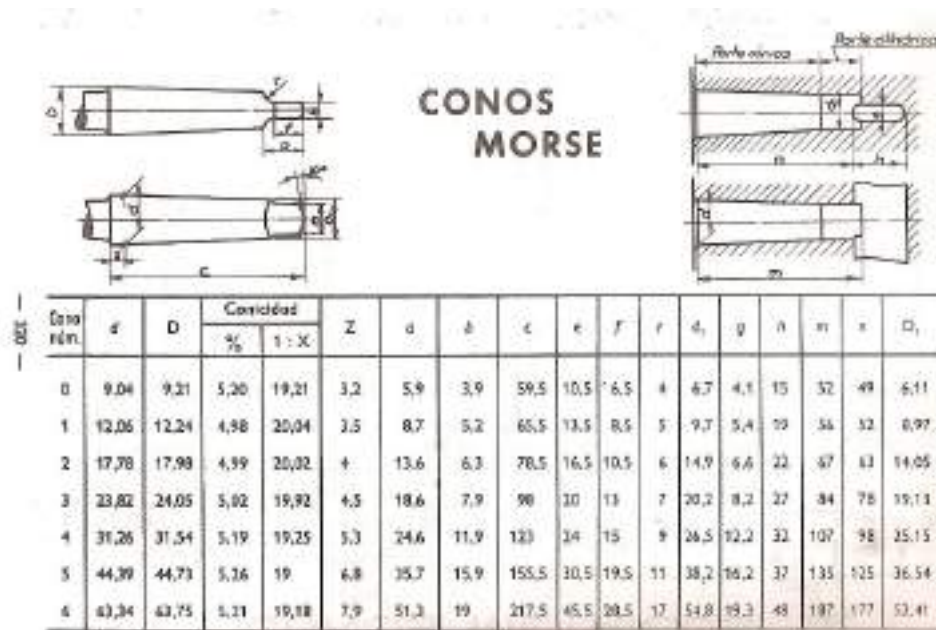 CONOS
MORSE
Parte cónica
Parte cilíndrica
Cono núm. d D Conicidad % 1 : X Z a b c e f r d₁ g h m n D₁
0 9,04 9,21 5,20 19,21 3,2 5,9 3,9 59,5 10,5 6,5 4 6,7 4,1 15 52 49 6,11
1 12,06 12,24 4,98 20,04 3,5 8,7 5,2 65,5 13,5 8,5 5 9,7 5,4 19 56 52 8,97
2 17,78 17,98 4,99 20,02 4 13,6 6,3 78,5 16,5 10,5 6 14,9 6,6 22 67 63 14,05
3 23,82 24,05 5,02 19,92 4,5 18,6 7,9 98 20 13 7 20,2 8,2 27 84 78 19,13
4 31,26 31,54 5,19 19,25 5,3 24,6 11,9 123 24 15 9 26,5 12,2 32 107 98 25,15
5 44,39 44,73 5,26 19 6,8 35,7 15,9 155,5 30,5 19,5 11 38,2 16,2 37 135 125 36,54
6 63,34 63,75 5,21 19,18 7,9 51,3 19 217,5 45,5 28,5 17 54,8 19,3 48 187 177 52,41
— 320 —